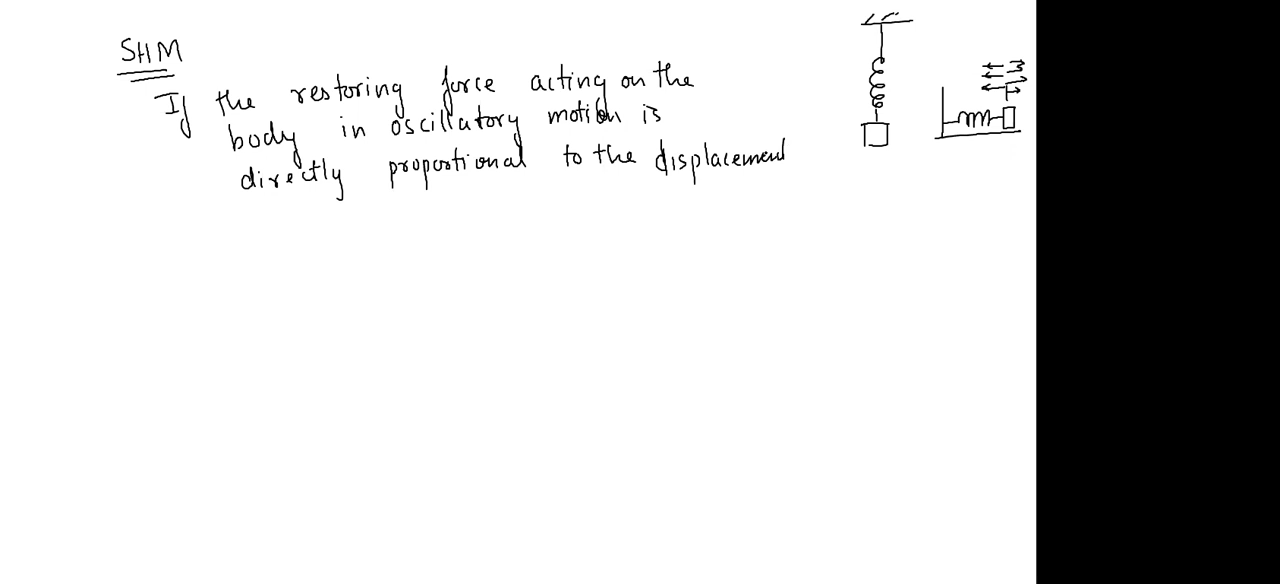 SHM
If the restoring force acting on the
body in oscillatory motion is
directly proportional to the displacement